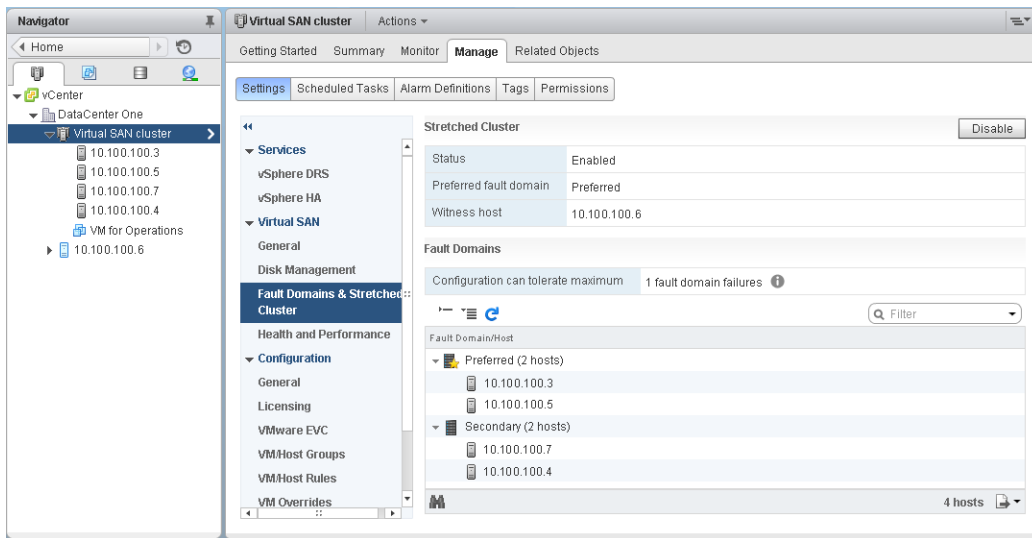 Navigator
Home
vCenter
DataCenter One
Virtual SAN cluster
10.100.100.3
10.100.100.5
10.100.100.7
10.100.100.4
VM for Operations
10.100.100.6
Virtual SAN cluster Actions
Getting Started Summary Monitor Manage Related Objects
Settings Scheduled Tasks Alarm Definitions Tags Permissions
Services
vSphere DRS
vSphere HA
Virtual SAN
General
Disk Management
Fault Domains & Stretched
Cluster
Health and Performance
Configuration
General
Licensing
VMware EVC
VM/Host Groups
VM/Host Rules
VM Overrides
Stretched Cluster Disable
Status Enabled
Preferred fault domain Preferred
Witness host 10.100.100.6
Fault Domains
Configuration can tolerate maximum 1 fault domain failures
Filter
Fault Domain/Host
Preferred (2 hosts)
10.100.100.3
10.100.100.5
Secondary (2 hosts)
10.100.100.7
10.100.100.4
4 hosts